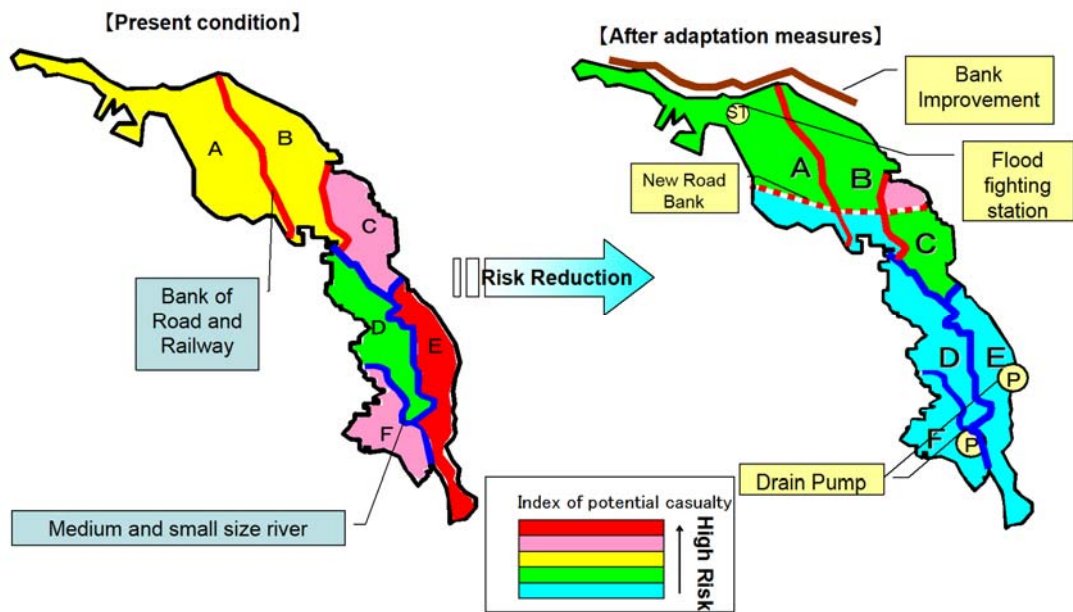 【Present condition】
A
B
C
D
E
F
Bank of
Road and
Railway
Medium and small size river
Risk Reduction
【After adaptation measures】
Bank
Improvement
ST
Flood
fighting
station
New Road
Bank
A
B
C
D
E
F
P
P
Drain Pump
Index of potential casualty
High Risk